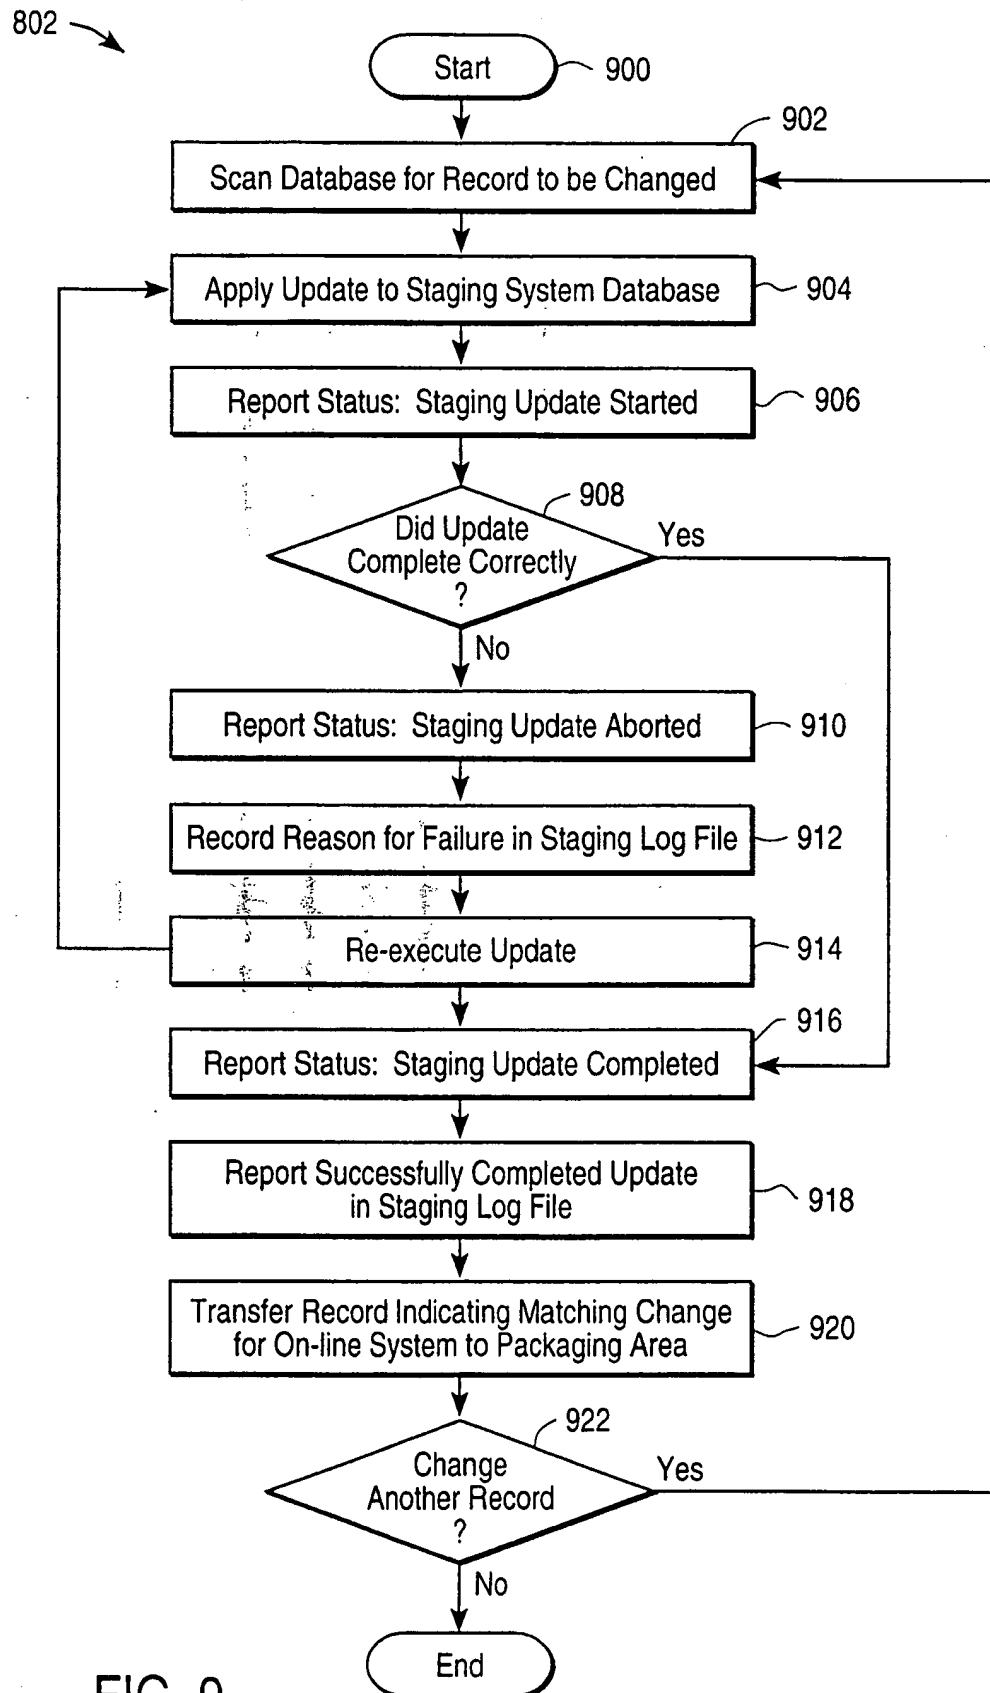 802
Start
900
902
Scan Database for Record to be Changed
Apply Update to Staging System Database
904
Report Status: Staging Update Started
906
908
Did Update
Complete Correctly
?
Yes
No
Report Status: Staging Update Aborted
910
Record Reason for Failure in Staging Log File
912
Re-execute Update
914
916
Report Status: Staging Update Completed
Report Successfully Completed Update
in Staging Log File
918
Transfer Record Indicating Matching Change
for On-line System to Packaging Area
920
922
Change
Another Record
?
Yes
No
End
FIG. 9